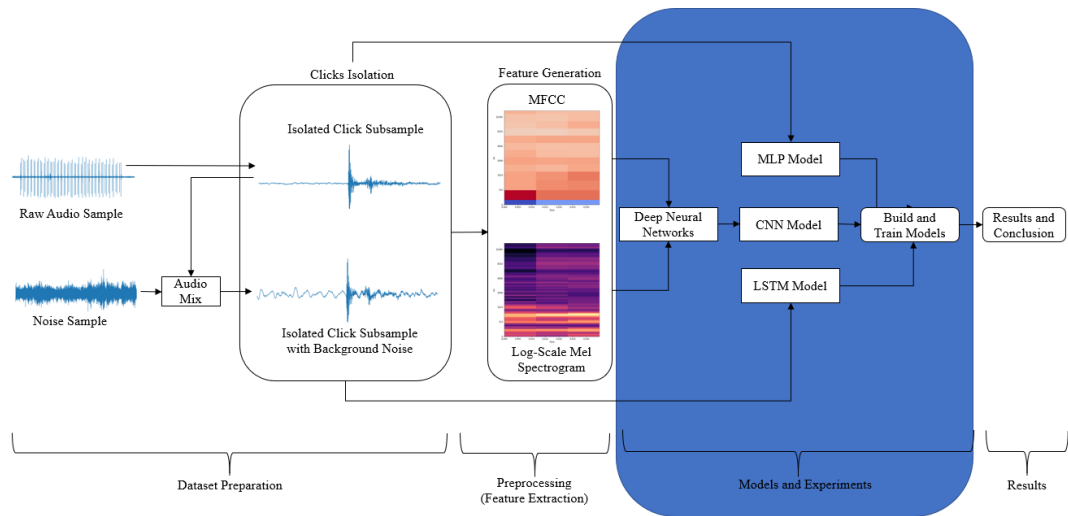 Clicks Isolation
Feature Generation
MFCC
Isolated Click Subsample
Raw Audio Sample
MLP Model
Deep Neural
Networks
CNN Model
Build and
Train Models
Results and
Conclusion
Audio
Mix
LSTM Model
Noise Sample
Isolated Click Subsample
with Background Noise
Log-Scale Mel
Spectrogram
Dataset Preparation
Preprocessing
(Feature Extraction)
Models and Experiments
Results